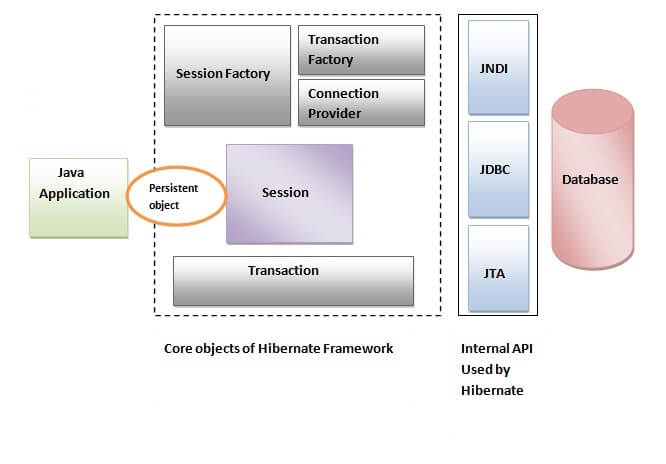 Session Factory
Transaction
Factory
Connection
Provider
JNDI
Java
Application
Persistent
object
Session
JDBC
Database
Transaction
JTA
Core objects of Hibernate Framework
Internal API
Used by
Hibernate